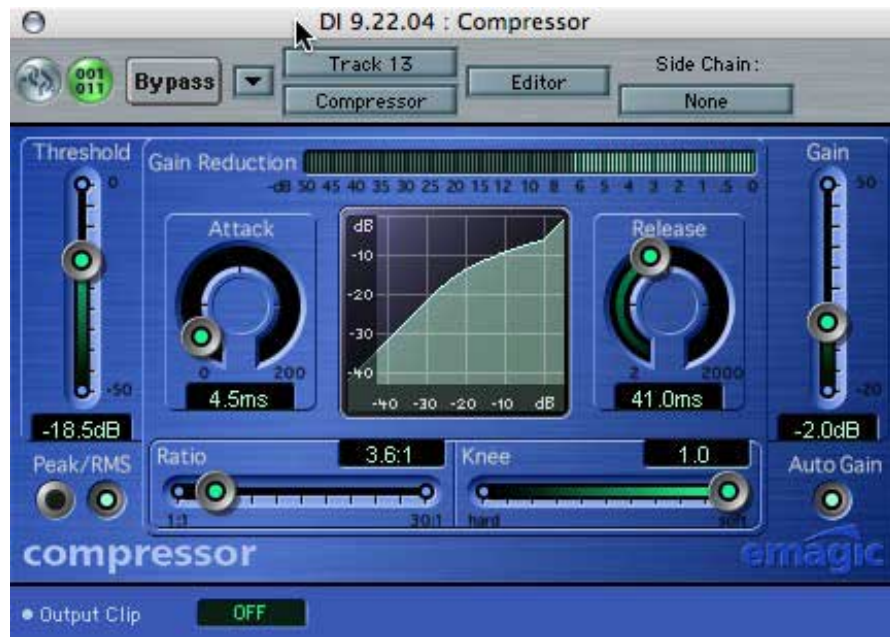 DI 9.22.04 : Compressor
001
011
Bypass
Track 13
Compressor
Editor
Side Chain:
None
Threshold
0
-50
-18.5dB
Peak/RMS
Gain Reduction
-dB 50 45 40 35 30 25 20 15 12 10 8 6 5 4 3 2 1 .5 0
Attack
0 200
4.5ms
dB
-10
-20
-30
-40
-40 -30 -20 -10 dB
Release
2 2000
41.0ms
Gain
50
-20
-2.0dB
Auto Gain
Ratio 3.6:1
1:1 30:1
Knee 1.0
hard soft
compressor
emagic
Output Clip OFF